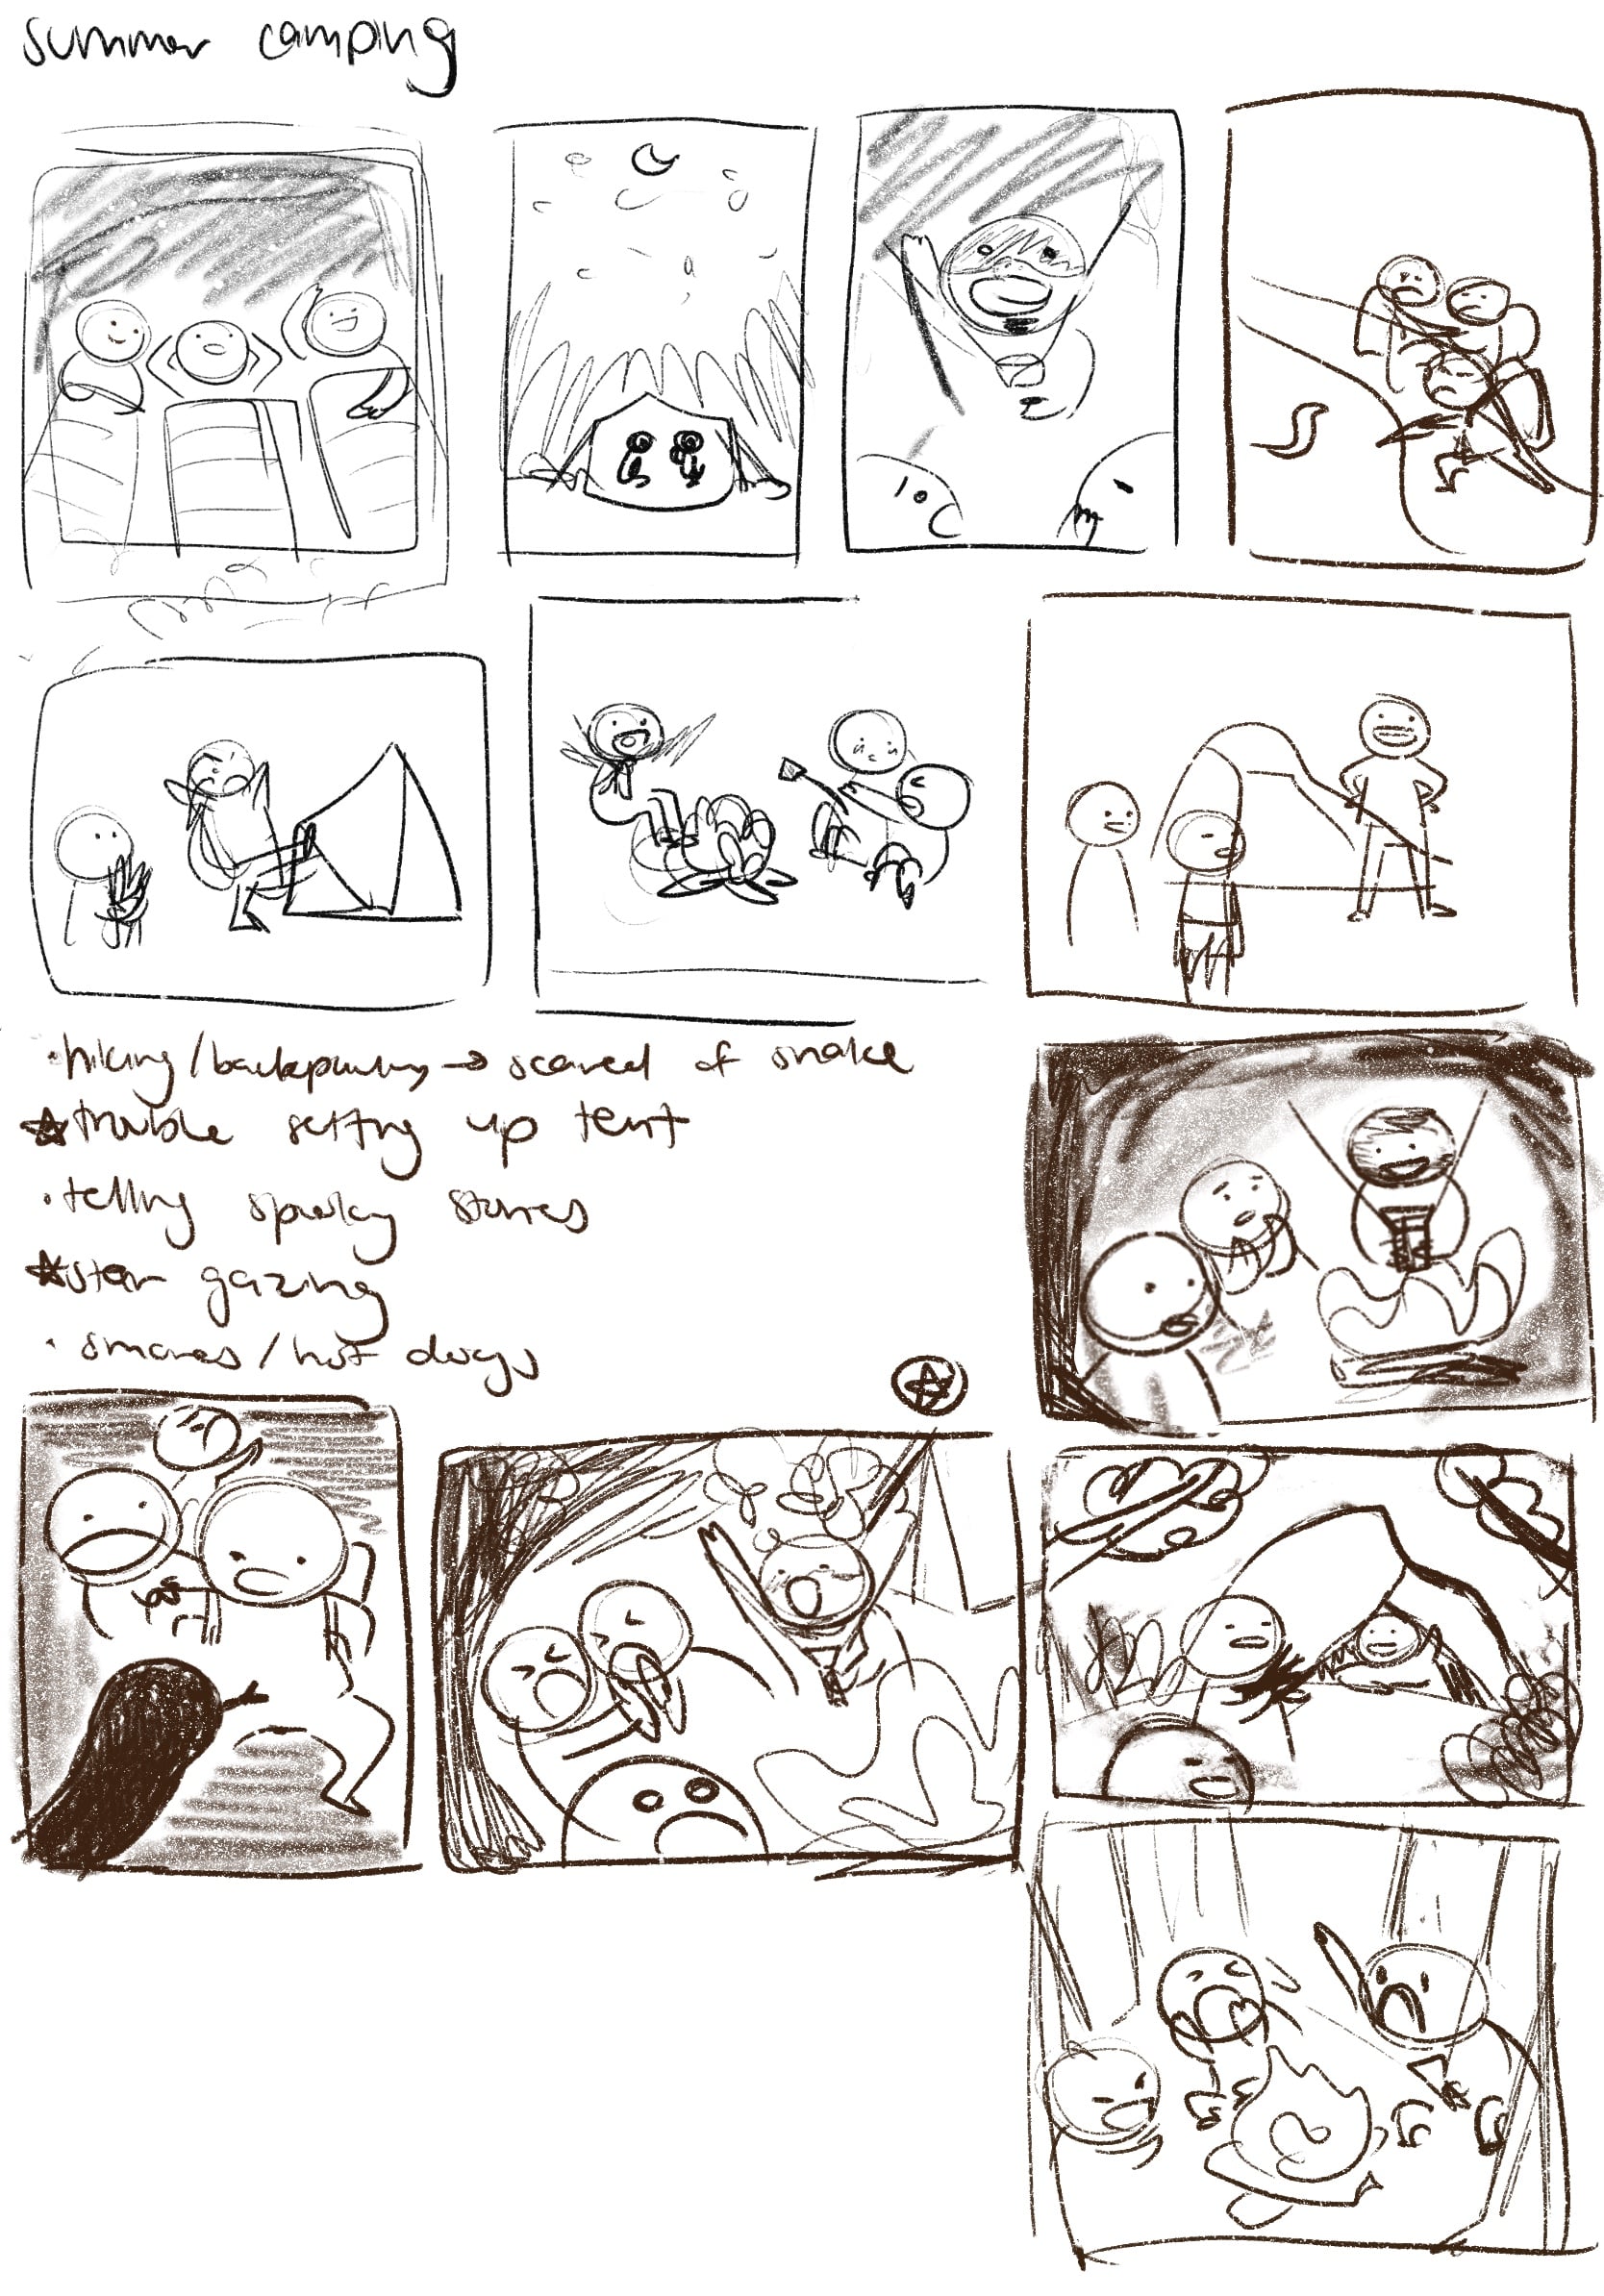 summer camping
• hiking/backpacking → scared of snake
☆ trouble setting up tent
• telling spooky stories
☆ star gazing
• smores/hot dogs